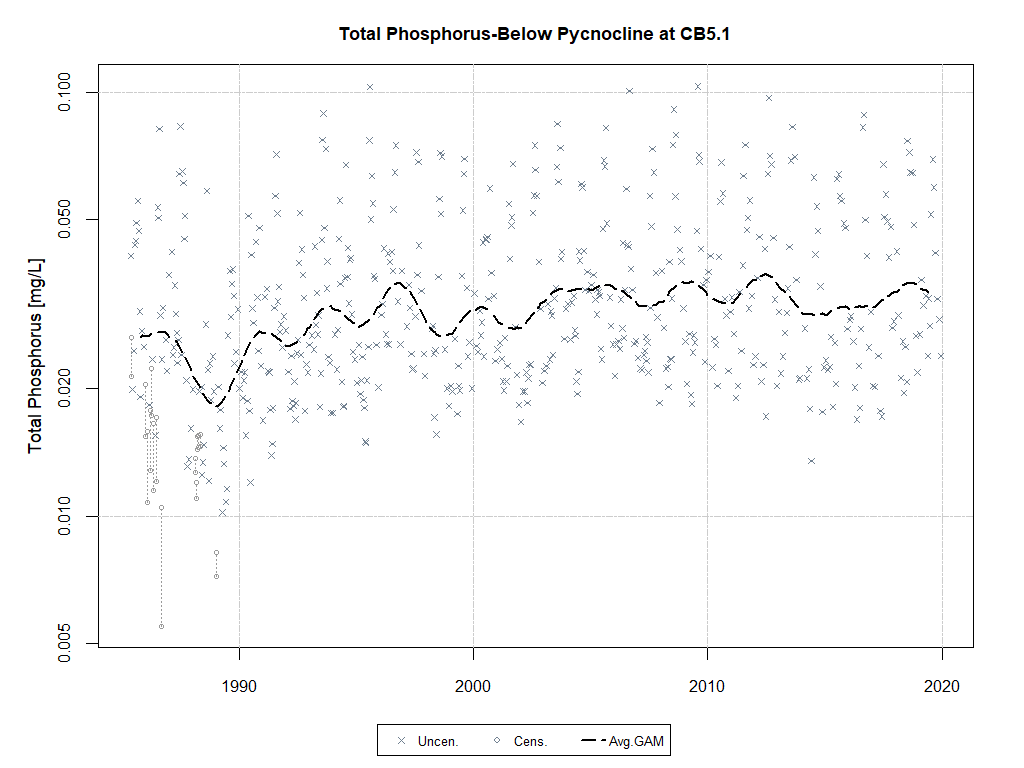 Total Phosphorus-Below Pycnocline at CB5.1
Total Phosphorus [mg/L]
0.100
0.050
0.020
0.010
0.005
1990 2000 2010 2020
Uncen. Cens. Avg.GAM